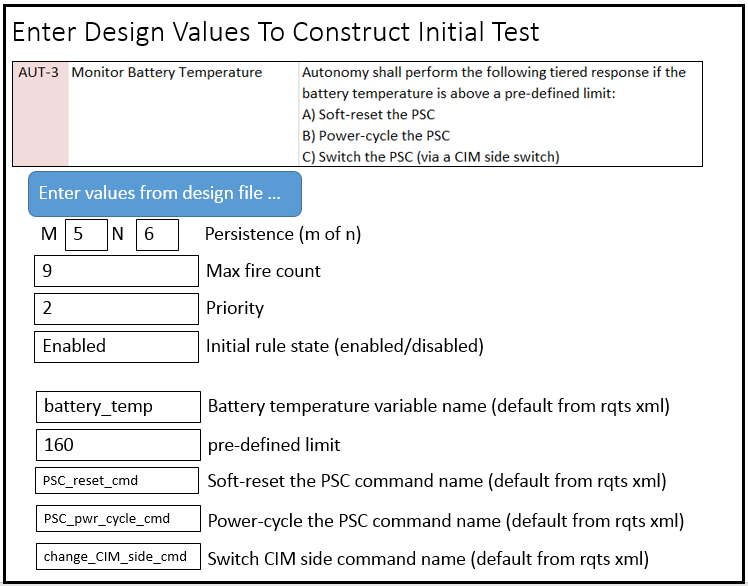 Enter Design Values To Construct Initial Test
AUT-3 Monitor Battery Temperature Autonomy shall perform the following tiered response if the
battery temperature is above a pre-defined limit:
A) Soft-reset the PSC
B) Power-cycle the PSC
C) Switch the PSC (via a CIM side switch)
Enter values from design file ...
M 5 N 6 Persistence (m of n)
9 Max fire count
2 Priority
Enabled Initial rule state (enabled/disabled)
battery_temp Battery temperature variable name (default from rqts xml)
160 pre-defined limit
PSC_reset_cmd Soft-reset the PSC command name (default from rqts xml)
PSC_pwr_cycle_cmd Power-cycle the PSC command name (default from rqts xml)
change_CIM_side_cmd Switch CIM side command name (default from rqts xml)